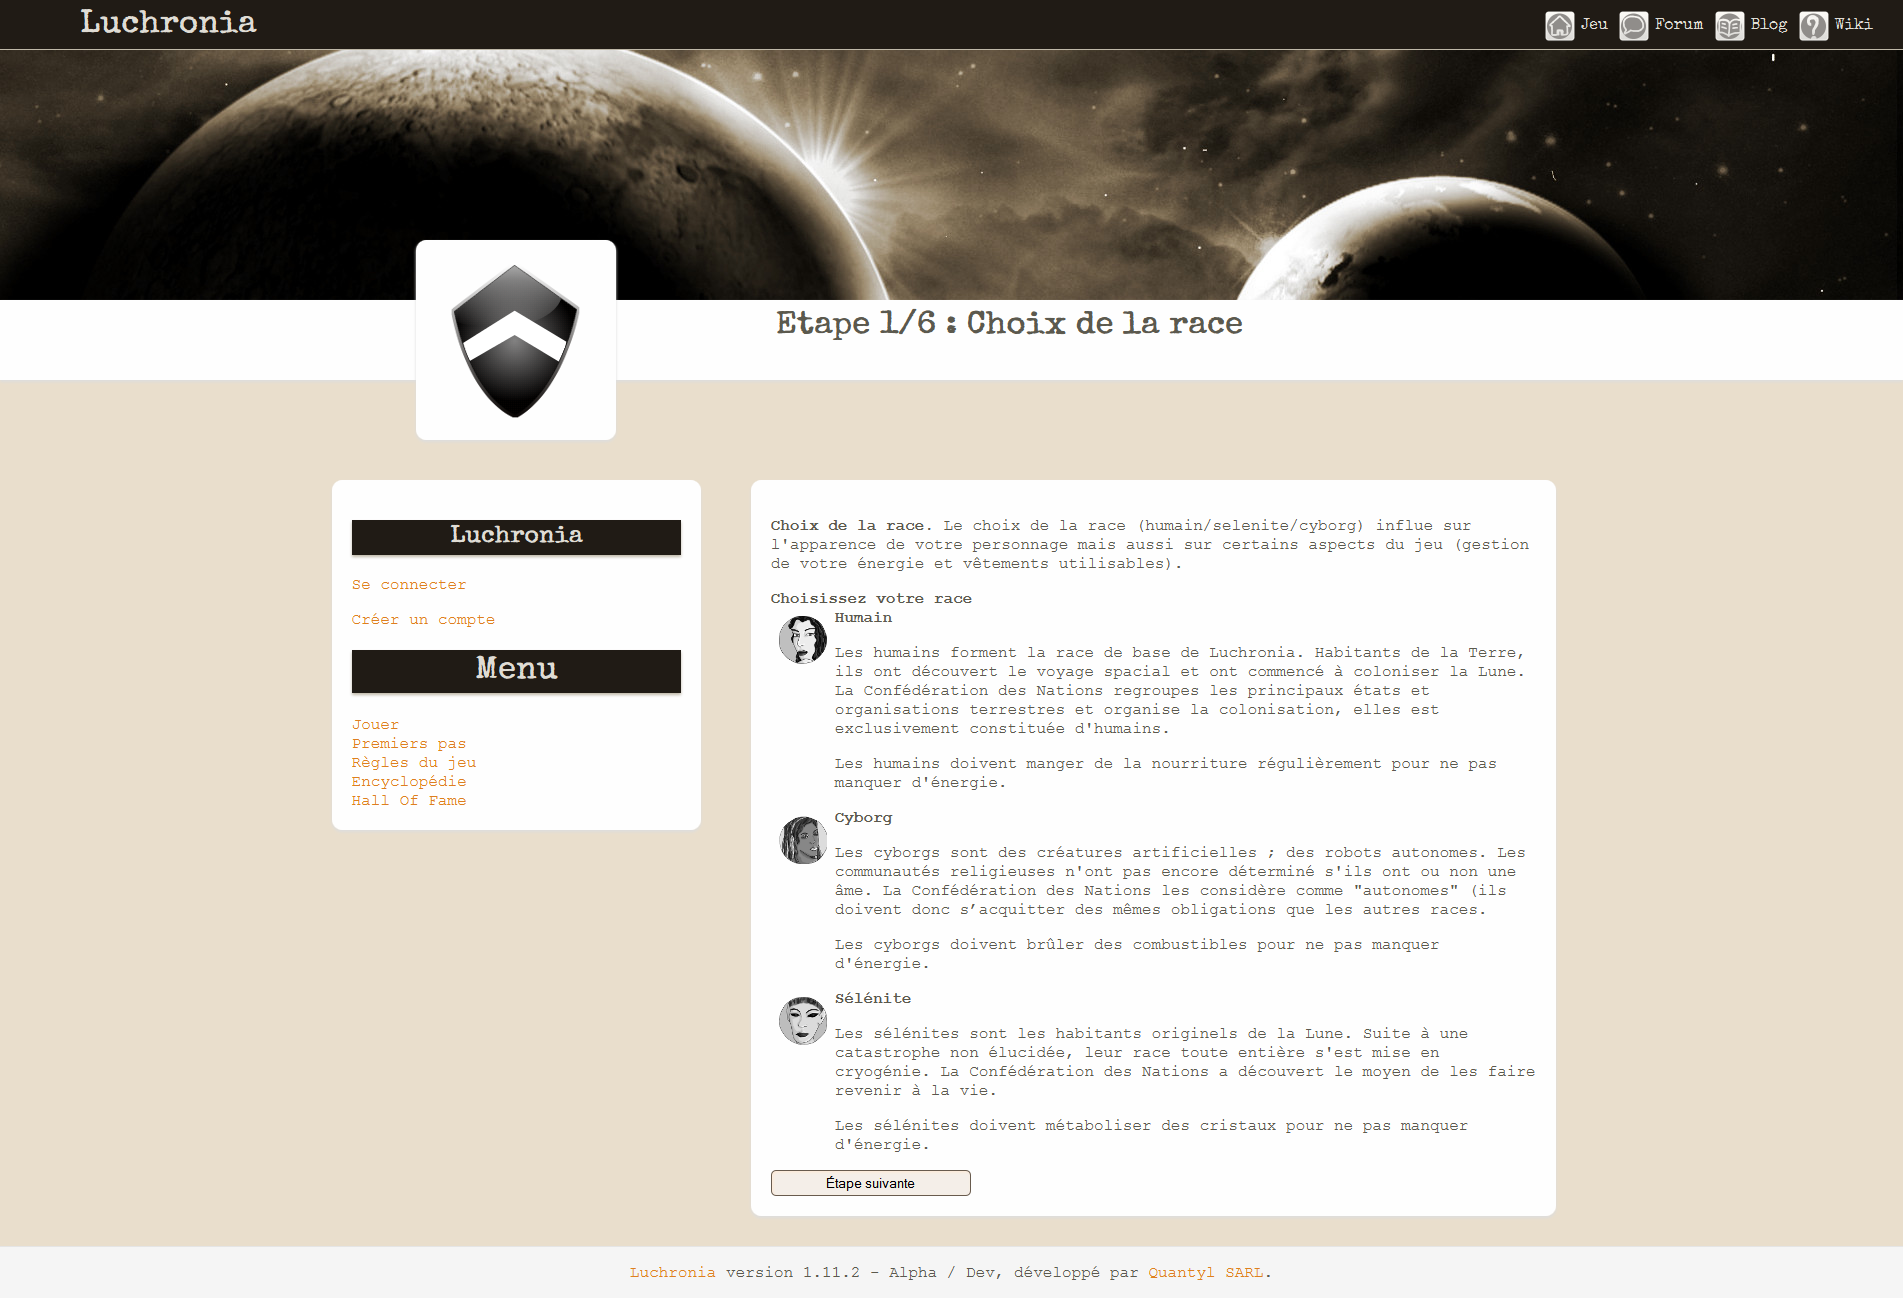 Luchronia
Jeu
Forum
Blog
Wiki
Etape 1/6 : Choix de la race
Luchronia
Se connecter
Créer un compte
Menu
Jouer
Premiers pas
Règles du jeu
Encyclopédie
Hall Of Fame
Choix de la race. Le choix de la race (humain/selenite/cyborg) influe sur
l'apparence de votre personnage mais aussi sur certains aspects du jeu (gestion
de votre énergie et vêtements utilisables).
Choisissez votre race
Humain
Les humains forment la race de base de Luchronia. Habitants de la Terre,
ils ont découvert le voyage spacial et ont commencé à coloniser la Lune.
La Confédération des Nations regroupes les principaux états et
organisations terrestres et organise la colonisation, elles est
exclusivement constituée d'humains.
Les humains doivent manger de la nourriture régulièrement pour ne pas
manquer d'énergie.
Cyborg
Les cyborgs sont des créatures artificielles ; des robots autonomes. Les
communautés religieuses n'ont pas encore déterminé s'ils ont ou non une
âme. La Confédération des Nations les considère comme "autonomes" (ils
doivent donc s’acquitter des mêmes obligations que les autres races.
Les cyborgs doivent brûler des combustibles pour ne pas manquer
d'énergie.
Sélénite
Les sélénites sont les habitants originels de la Lune. Suite à une
catastrophe non élucidée, leur race toute entière s'est mise en
cryogénie. La Confédération des Nations a découvert le moyen de les faire
revenir à la vie.
Les sélénites doivent métaboliser des cristaux pour ne pas manquer
d'énergie.
Étape suivante
Luchronia version 1.11.2 - Alpha / Dev, développé par Quantyl SARL.